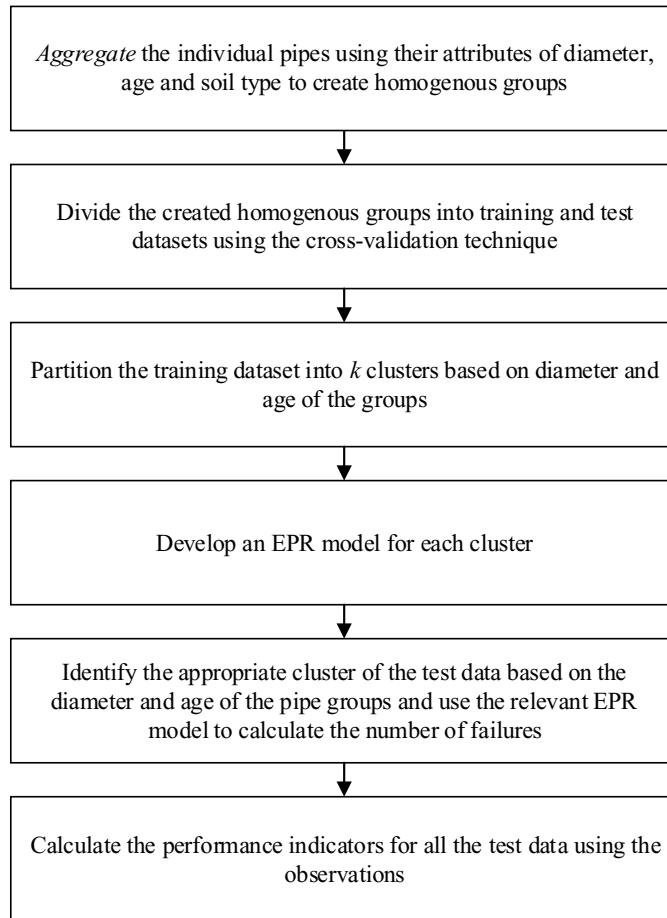 Aggregate the individual pipes using their attributes of diameter,
age and soil type to create homogenous groups
Divide the created homogenous groups into training and test
datasets using the cross-validation technique
Partition the training dataset into k clusters based on diameter and
age of the groups
Develop an EPR model for each cluster
Identify the appropriate cluster of the test data based on the
diameter and age of the pipe groups and use the relevant EPR
model to calculate the number of failures
Calculate the performance indicators for all the test data using the
observations